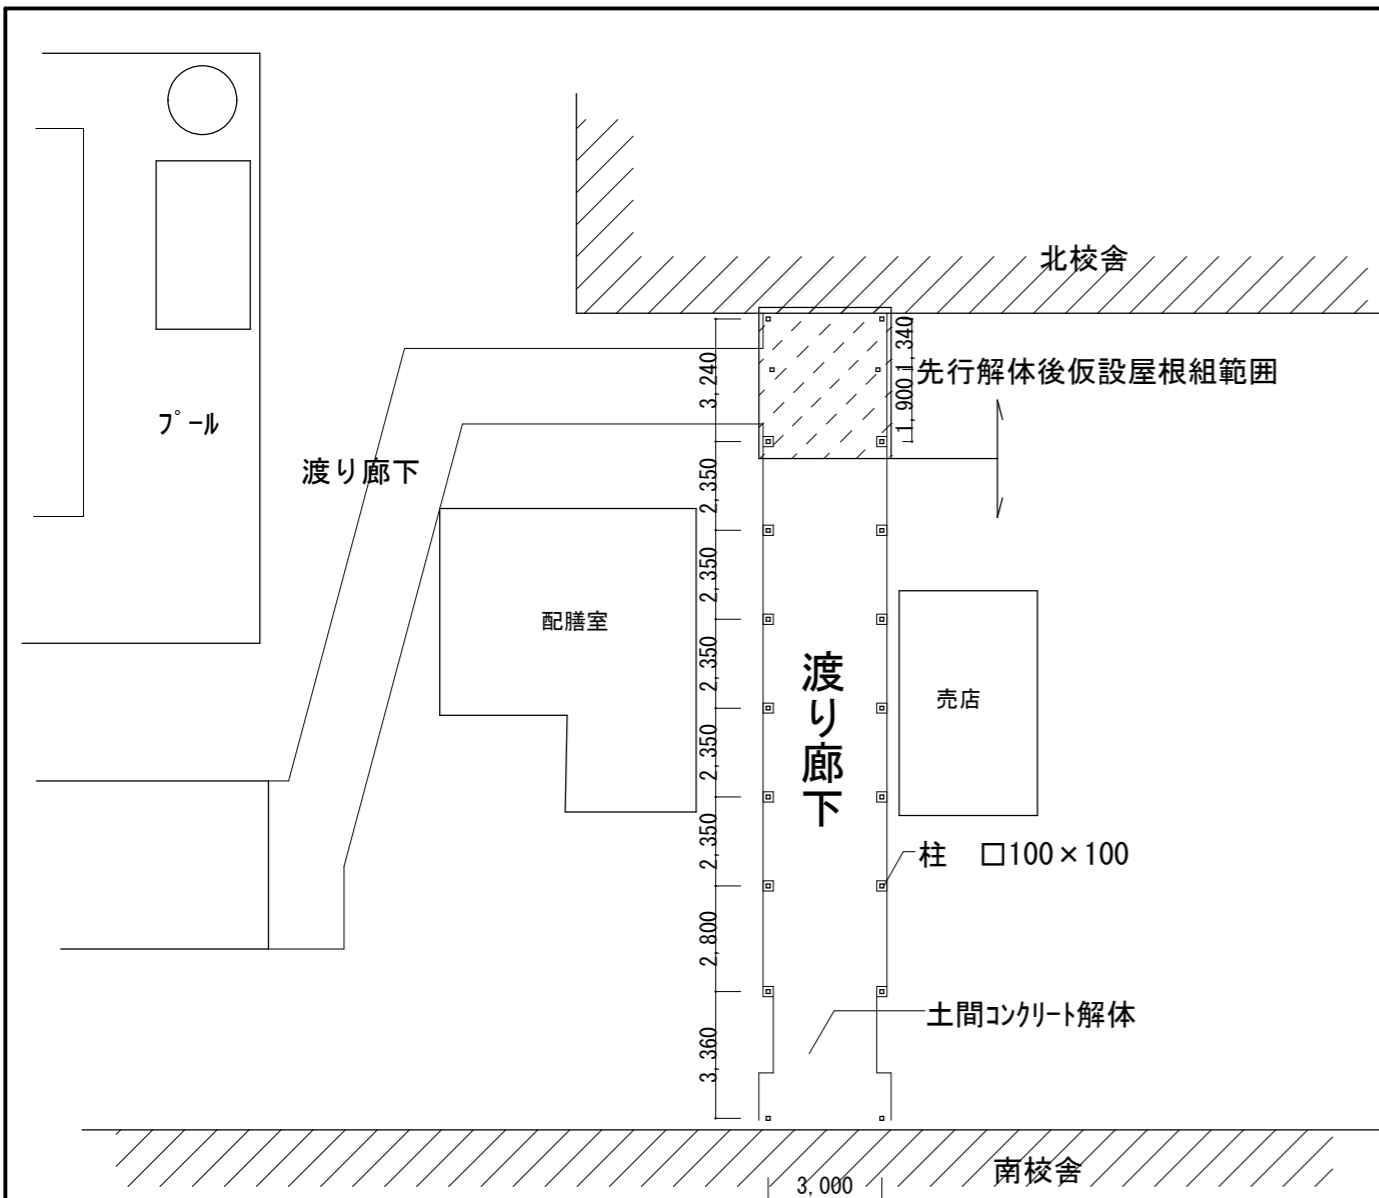 北校舎
3,240
1,340
1,900
先行解体後仮設屋根組範囲
プール
渡り廊下
2,350
2,350
2,350
2,350
2,350
配膳室
渡り廊下
売店
柱 □100×100
2,800
土間コンクリート解体
3,360
南校舎
3,000